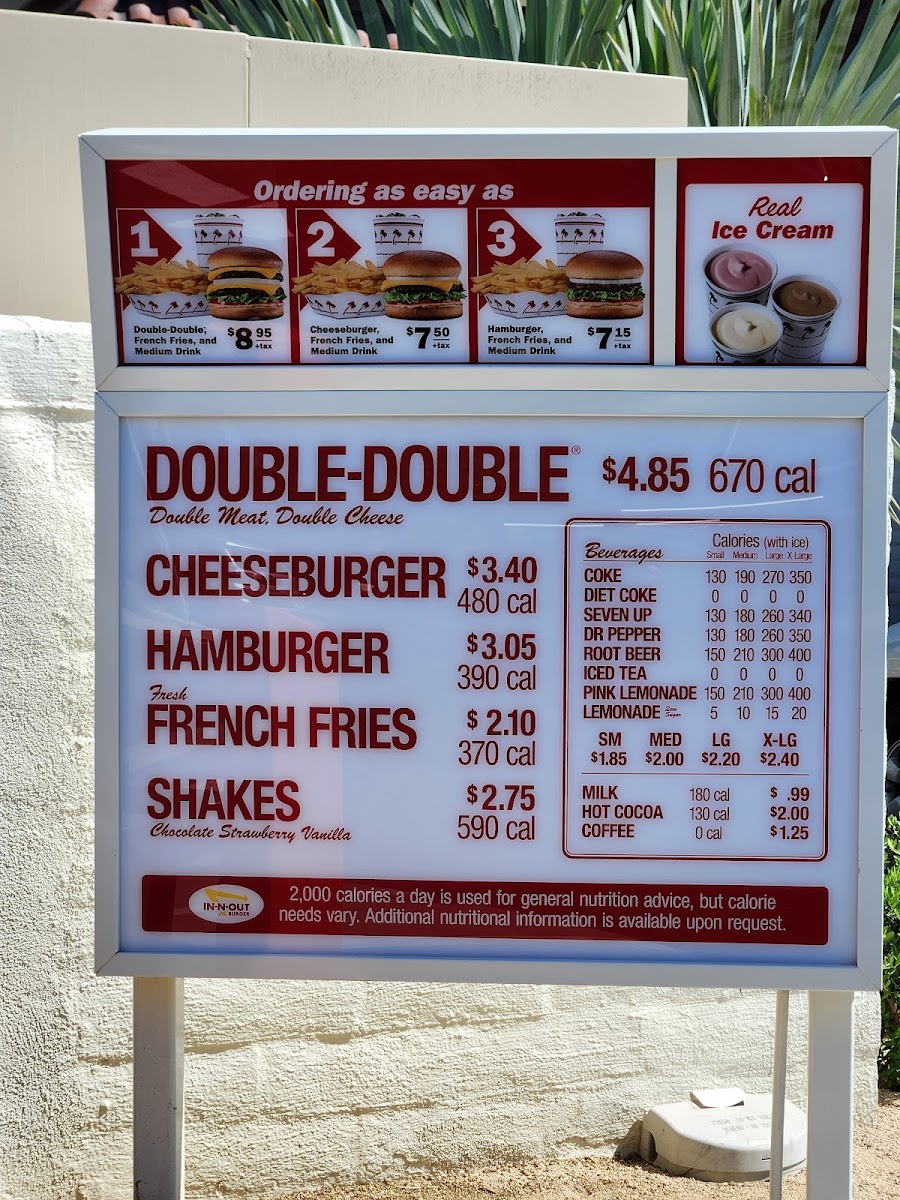 Ordering as easy as
1
Double-Double,
French Fries, and
Medium Drink
$8 95
+tax
2
Cheeseburger,
French Fries, and
Medium Drink
$7 50
+tax
3
Hamburger,
French Fries, and
Medium Drink
$7 15
+tax
Real
Ice Cream
DOUBLE-DOUBLE® $4.85 670 cal
Double Meat, Double Cheese
CHEESEBURGER $3.40
480 cal
HAMBURGER $3.05
390 cal
Fresh
FRENCH FRIES $2.10
370 cal
SHAKES $2.75
Chocolate Strawberry Vanilla 590 cal
Beverages Calories (with ice)
Small Medium Large X-Large
COKE 130 190 270 350
DIET COKE 0 0 0 0
SEVEN UP 130 180 260 340
DR PEPPER 130 180 260 350
ROOT BEER 150 210 300 400
ICED TEA 0 0 0 0
PINK LEMONADE 150 210 300 400
LEMONADE Zero Sugar 5 10 15 20
SM MED LG X-LG
$1.85 $2.00 $2.20 $2.40
MILK 180 cal $ .99
HOT COCOA 130 cal $2.00
COFFEE 0 cal $1.25
IN-N-OUT
BURGER
2,000 calories a day is used for general nutrition advice, but calorie
needs vary. Additional nutritional information is available upon request.